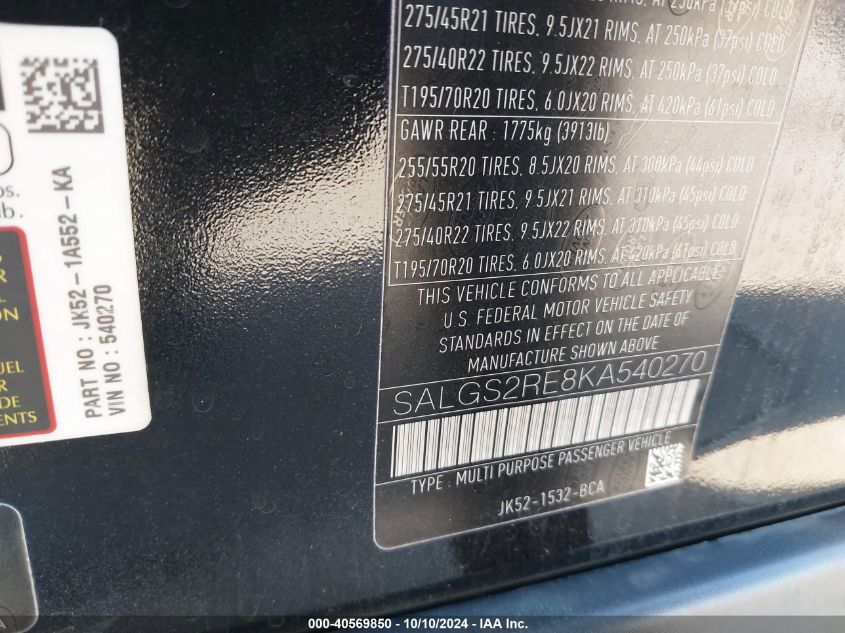 275/45R21 TIRES, 9.5JX21 RIMS, AT 250kPa (37psi) COLD
275/40R22 TIRES, 9.5JX22 RIMS, AT 250kPa (37psi) COLD
T195/70R20 TIRES, 6.0JX20 RIMS, AT 420kPa (61psi) COLD
GAWR REAR : 1775kg (3913lb)
255/55R20 TIRES, 8.5JX20 RIMS, AT 300kPa (44psi) COLD
275/45R21 TIRES, 9.5JX21 RIMS, AT 310kPa (45psi) COLD
275/40R22 TIRES, 9.5JX22 RIMS, AT 310kPa (45psi) COLD
T195/70R20 TIRES, 6.0JX20 RIMS, AT 420kPa (61psi) COLD
THIS VEHICLE CONFORMS TO ALL APPLICABLE
U.S. FEDERAL MOTOR VEHICLE SAFETY
STANDARDS IN EFFECT ON THE DATE OF
MANUFACTURE SHOWN ABOVE
SALGS2RE8KA540270
TYPE : MULTI PURPOSE PASSENGER VEHICLE
JK52-1532-BCA
PART NO : JK52-1A552-KA
VIN NO : 540270
000-40569850 - 10/10/2024 - IAA Inc.